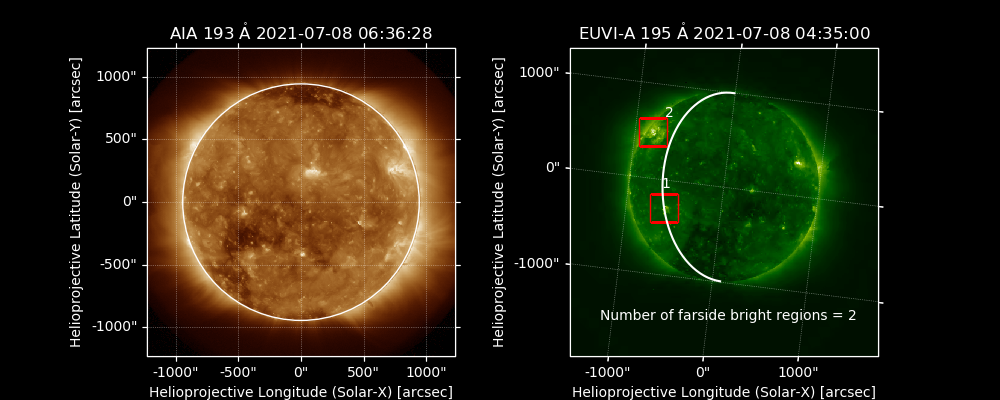 AIA 193 Å 2021-07-08 06:36:28
Helioprojective Latitude (Solar-Y) [arcsec]
1000"
500"
0"
-500"
-1000"
-1000"
-500"
0"
500"
1000"
Helioprojective Longitude (Solar-X) [arcsec]
EUVI-A 195 Å 2021-07-08 04:35:00
Helioprojective Latitude (Solar-Y) [arcsec]
1000"
0"
-1000"
2
1
Number of farside bright regions = 2
-1000"
0"
1000"
Helioprojective Longitude (Solar-X) [arcsec]